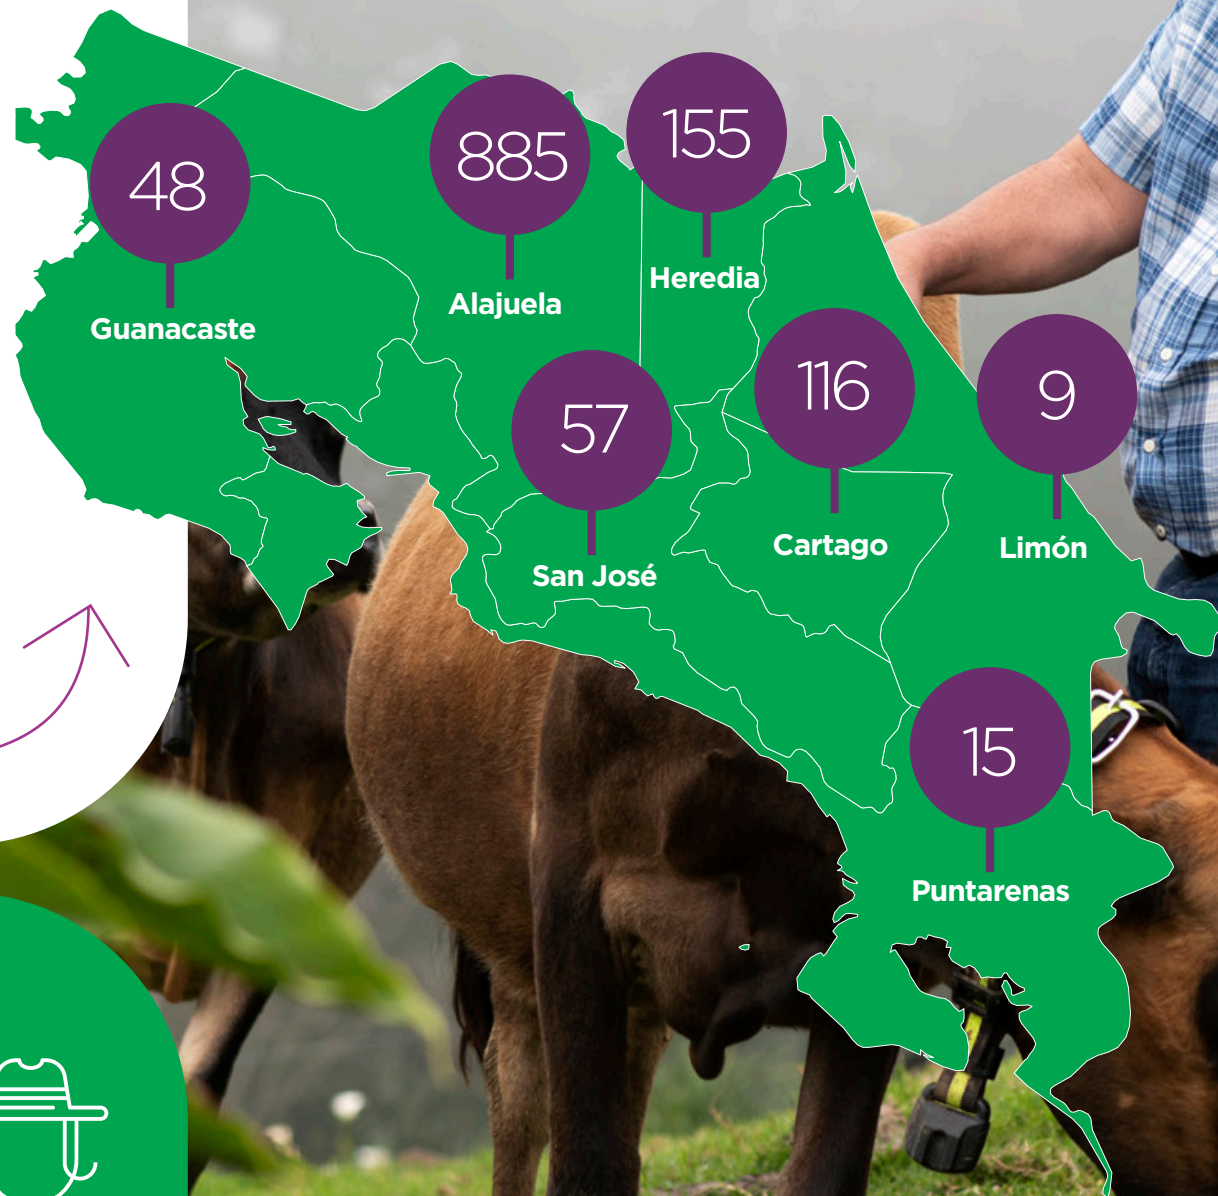 155
885
48
Heredia
Alajuela
Guanacaste
116
9
57
Cartago
Limón
San José
15
Puntarenas